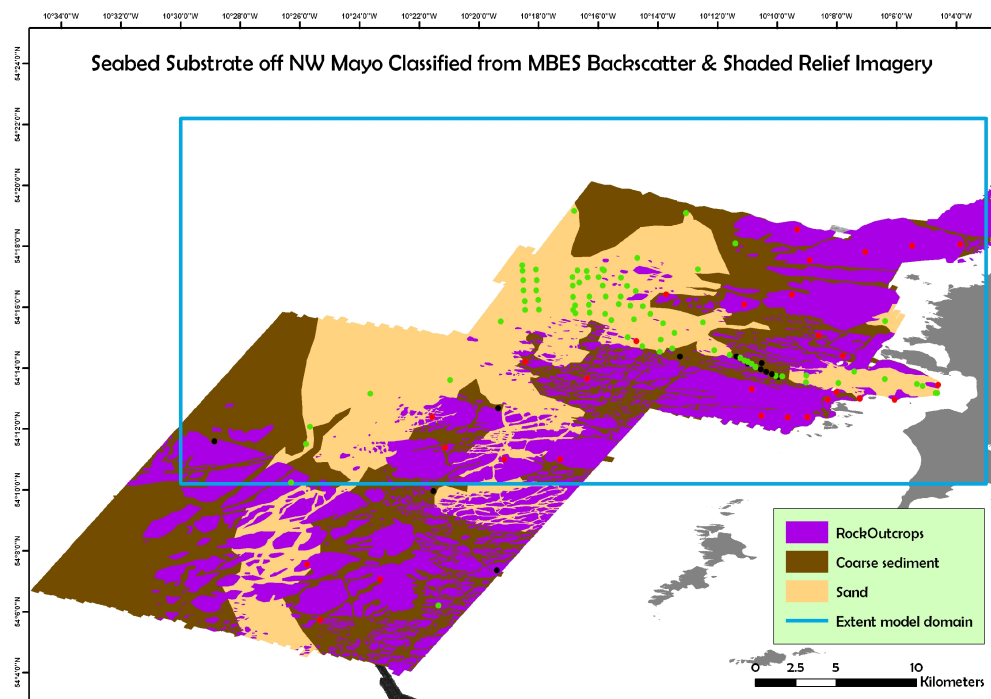 10°34'0"W 10°32'0"W 10°30'0"W 10°28'0"W 10°26'0"W 10°24'0"W 10°22'0"W 10°20'0"W 10°18'0"W 10°16'0"W 10°14'0"W 10°12'0"W 10°10'0"W 10°8'0"W 10°6'0"W 10°4'0"W
Seabed Substrate off NW Mayo Classified from MBES Backscatter & Shaded Relief Imagery
54°24'0"N
54°22'0"N
54°20'0"N
54°18'0"N
54°16'0"N
54°14'0"N
54°12'0"N
54°10'0"N
54°8'0"N
54°6'0"N
54°4'0"N
RockOutcrops
Coarse sediment
Sand
Extent model domain
0 2.5 5 10
Kilometers